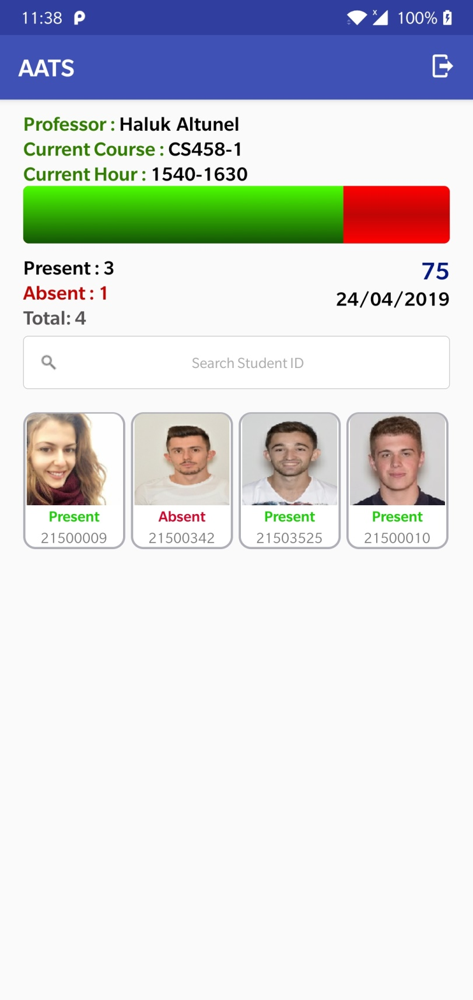 11:38
100%
AATS
Professor : Haluk Altunel
Current Course : CS458-1
Current Hour : 1540-1630
Present : 3
75
Absent : 1
24/04/2019
Total: 4
Search Student ID
Present
Absent
Present
Present
21500009
21500342
21503525
21500010